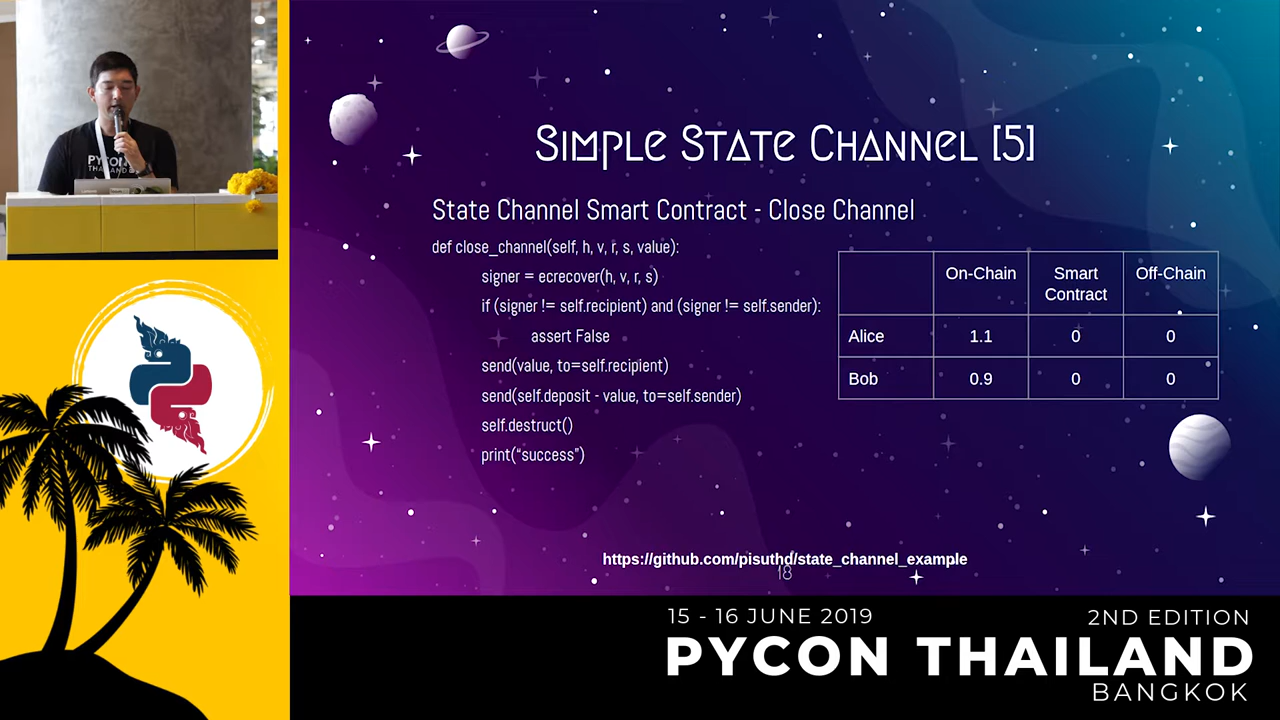 PYCON
THAILAND
SIMPLE STATE CHANNEL [5]
State Channel Smart Contract - Close Channel
def close_channel(self, h, v, r, s, value):
signer = ecrecover(h, v, r, s)
if (signer != self.recipient) and (signer != self.sender):
assert False
send(value, to=self.recipient)
send(self.deposit - value, to=self.sender)
self.destruct()
print(“success”)
On-Chain Smart Contract Off-Chain
Alice 1.1 0 0
Bob 0.9 0 0
https://github.com/pisuthd/state_channel_example
18
15 - 16 JUNE 2019
2ND EDITION
PYCON THAILAND
BANGKOK